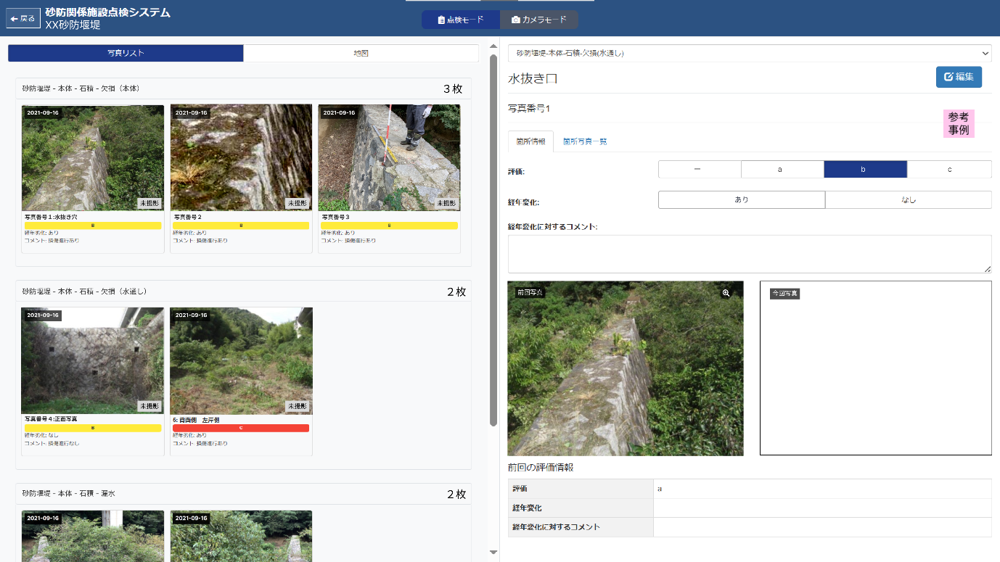 戻る
砂防関係施設点検システム
XX砂防堰堤
点検モード
カメラモード
写真リスト
地図
砂防堰堤 - 本体 - 石積 - 欠損（本体）
３枚
2021-09-16
未撮影
写真番号１:水抜き穴
B
経年劣化: あり
コメント: 損傷進行あり
2021-09-16
未撮影
写真番号２
B
経年劣化: あり
コメント: 損傷進行あり
2021-09-16
未撮影
写真番号３
B
経年劣化: あり
コメント: 損傷進行あり
砂防堰堤 - 本体 - 石積 - 欠損（水通し）
２枚
2021-09-16
未撮影
写真番号４:正面写真
B
経年劣化: なし
コメント: 損傷進行なし
2021-09-16
未撮影
5: 背面側　左岸側
C
経年劣化: あり
コメント: 損傷進行あり
砂防堰堤 - 本体 - 石積 - 漏水
２枚
2021-09-16
2021-09-16
砂防堰堤-本体-石積-欠損(水通し)
水抜き口
編集
写真番号1
参考
事例
箇所情報
箇所写真一覧
評価:
ー
a
b
c
経年変化:
あり
なし
経年変化に対するコメント:
前回写真
今回写真
前回の評価情報
評価
a
経年変化
経年変化に対するコメント